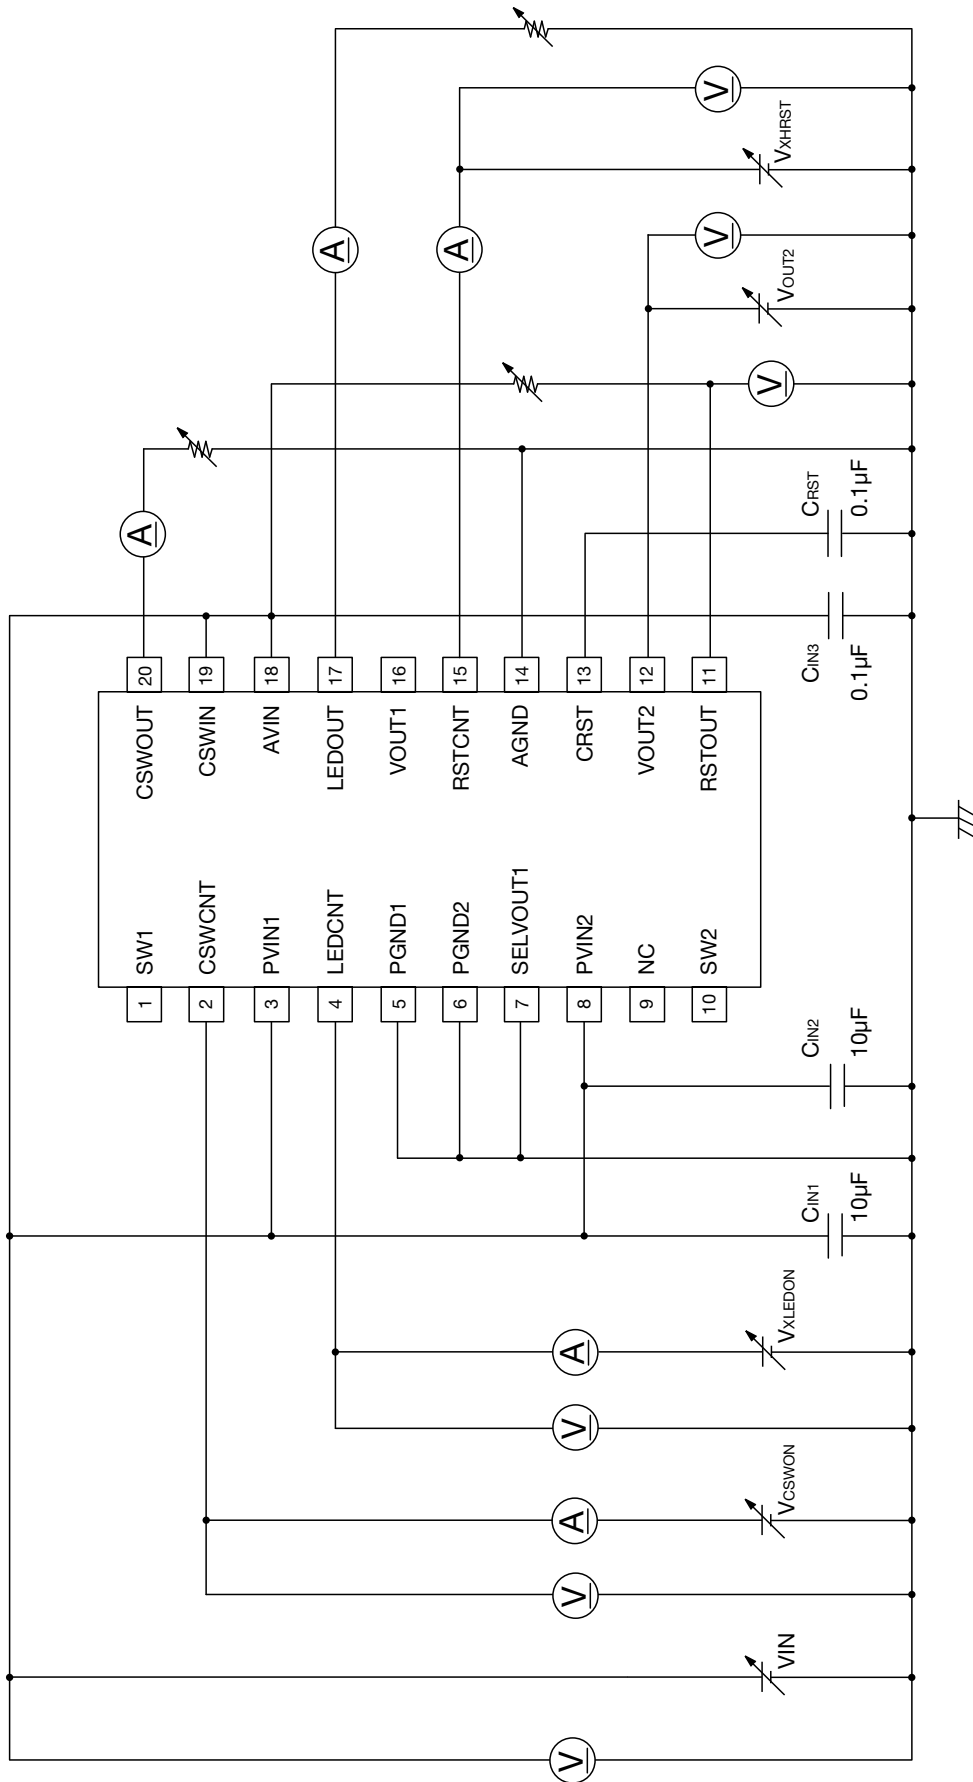 A
A
A
V
VXHRST
V
VOUT2
V
CRST
0.1µF
CIN3
0.1µF
20
19
18
17
16
15
14
13
12
11
CSWOUT
CSWIN
AVIN
LEDOUT
VOUT1
RSTCNT
AGND
CRST
VOUT2
RSTOUT
SW1
CSWCNT
PVIN1
LEDCNT
PGND1
PGND2
SELVOUT1
PVIN2
NC
SW2
1
2
3
4
5
6
7
8
9
10
CIN2
10µF
CIN1
10µF
A
VXLEDON
V
A
VCSWON
V
VIN
V